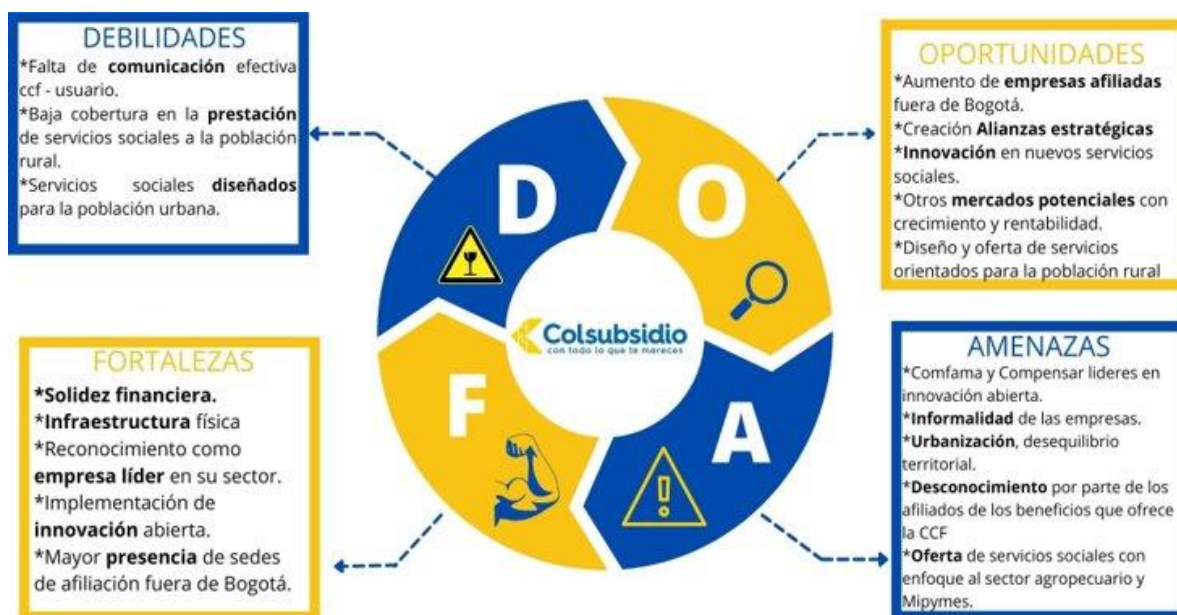 DEBILIDADES
*Falta de comunicación efectiva
ccf - usuario.
*Baja cobertura en la prestación
de servicios sociales a la población
rural.
*Servicios sociales diseñados
para la población urbana.
OPORTUNIDADES
*Aumento de empresas afiliadas
fuera de Bogotá.
*Creación Alianzas estratégicas
*Innovación en nuevos servicios
sociales.
*Otros mercados potenciales con
crecimiento y rentabilidad.
*Diseño y oferta de servicios
orientados para la población rural
D
O
Colsubsidio
con todo lo que te mereces
F
A
FORTALEZAS
*Solidez financiera.
*Infraestructura física
*Reconocimiento como
empresa líder en su sector.
*Implementación de
innovación abierta.
*Mayor presencia de sedes
de afiliación fuera de Bogotá.
AMENAZAS
*Comfama y Compensar lideres en
innovación abierta.
*Informalidad de las empresas.
*Urbanización, desequilibrio
territorial.
*Desconocimiento por parte de los
afiliados de los beneficios que ofrece
la CCF
*Oferta de servicios sociales con
enfoque al sector agropecuario y
Mipymes.